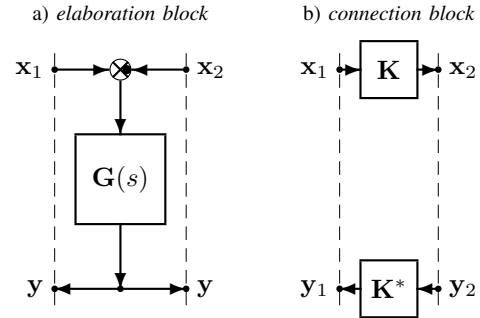 a) elaboration block
b) connection block
x₁ x₂ x₁ K x₂
G(s)
y y y₁ K* y₂